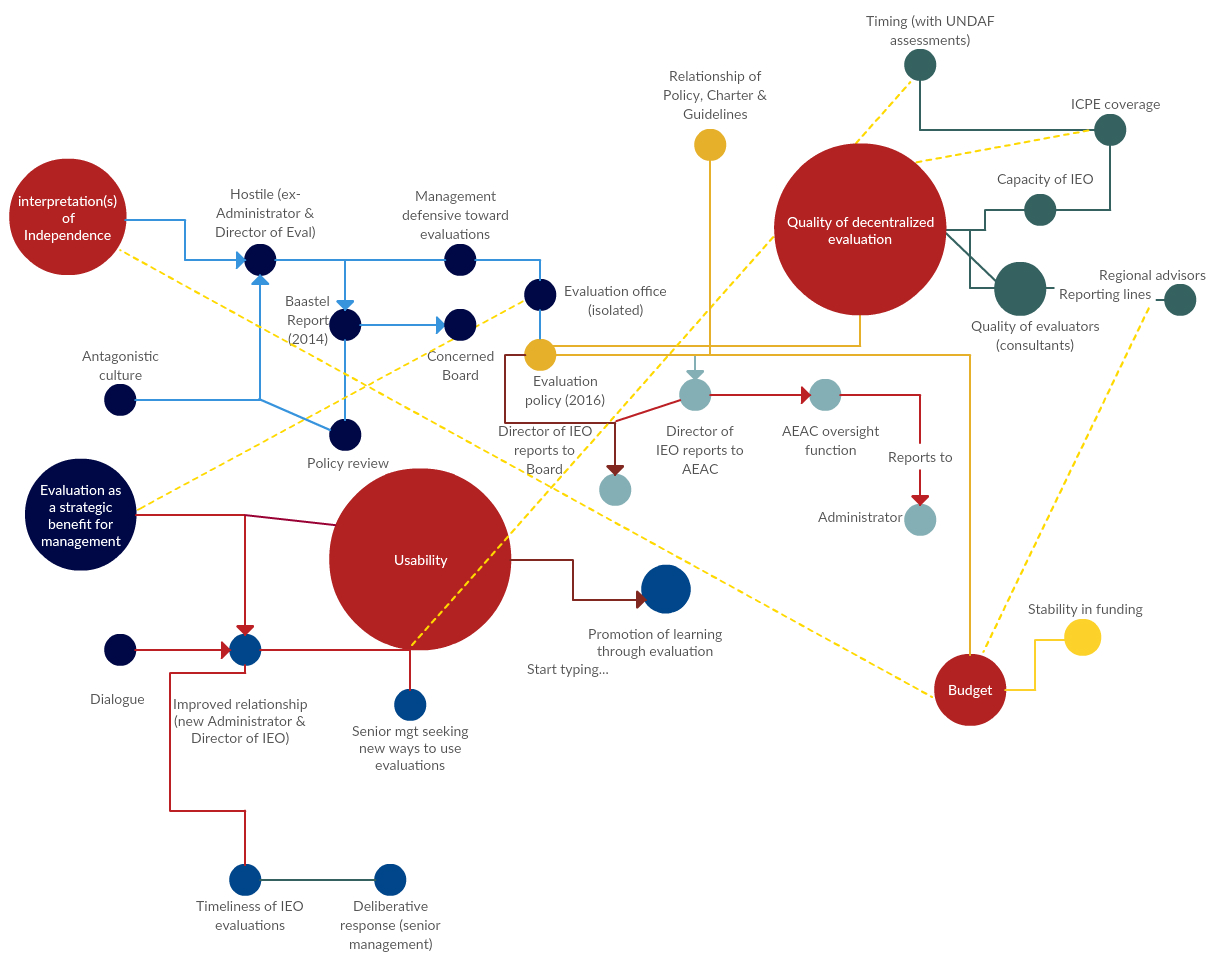 Timing (with UNDAF
assessments)
Relationship of
Policy, Charter &
Guidelines
ICPE coverage
interpretation(s)
of
Independence
Hostile (ex-
Administrator &
Director of Eval)
Management
defensive toward
evaluations
Quality of decentralized
evaluation
Capacity of IEO
Regional advisors
Reporting lines
Quality of evaluators
(consultants)
Evaluation office
(isolated)
Baastel
Report
(2014)
Concerned
Board
Antagonistic
culture
Evaluation
policy (2016)
Director of IEO
reports to
Board
Director of
IEO reports to
AEAC
AEAC oversight
function
Reports to
Administrator
Policy review
Evaluation as
a strategic
benefit for
management
Usability
Promotion of learning
through evaluation
Start typing...
Stability in funding
Budget
Dialogue
Improved relationship
(new Administrator &
Director of IEO)
Senior mgt seeking
new ways to use
evaluations
Timeliness of IEO
evaluations
Deliberative
response (senior
management)